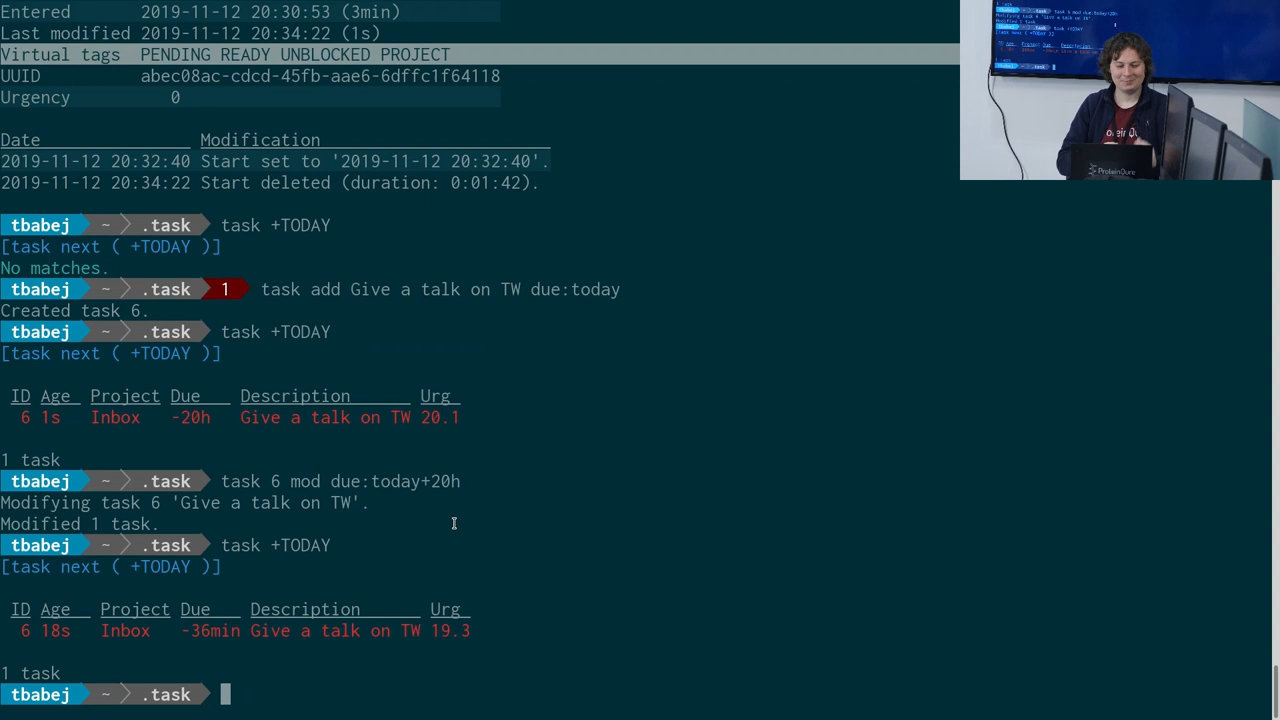 Entered 2019-11-12 20:30:53 (3min)
Last modified 2019-11-12 20:34:22 (4s)
Virtual tags PENDING READY UNBLOCKED PROJECT
UUID abec08ac-cdcd-45fb-ace6-6dffc1f64118
Urgency 0
Date Modification
2019-11-12 20:32:40 Start set to '2019-11-12 20:32:40'.
2019-11-12 20:34:22 Start deleted (duration: 0:01:42).
tbabej ~ .task task +TODAY
[task next ( +TODAY )]
No matches.
tbabej ~ .task 1 task add Give a talk on TW due:today
Created task 6.
tbabej ~ .task task +TODAY
[task next ( +TODAY )]
ID Age Project Due Description Urg
6 1s Inbox -20h Give a talk on TW 20.1
1 task
tbabej ~ .task task 6 mod due:today+20h
Modifying task 6 'Give a talk on TW'.
Modified 1 task.
tbabej ~ .task task +TODAY
[task next ( +TODAY )]
ID Age Project Due Description Urg
6 18s Inbox -36min Give a talk on TW 19.3
1 task
tbabej ~ .task
ProteinQure